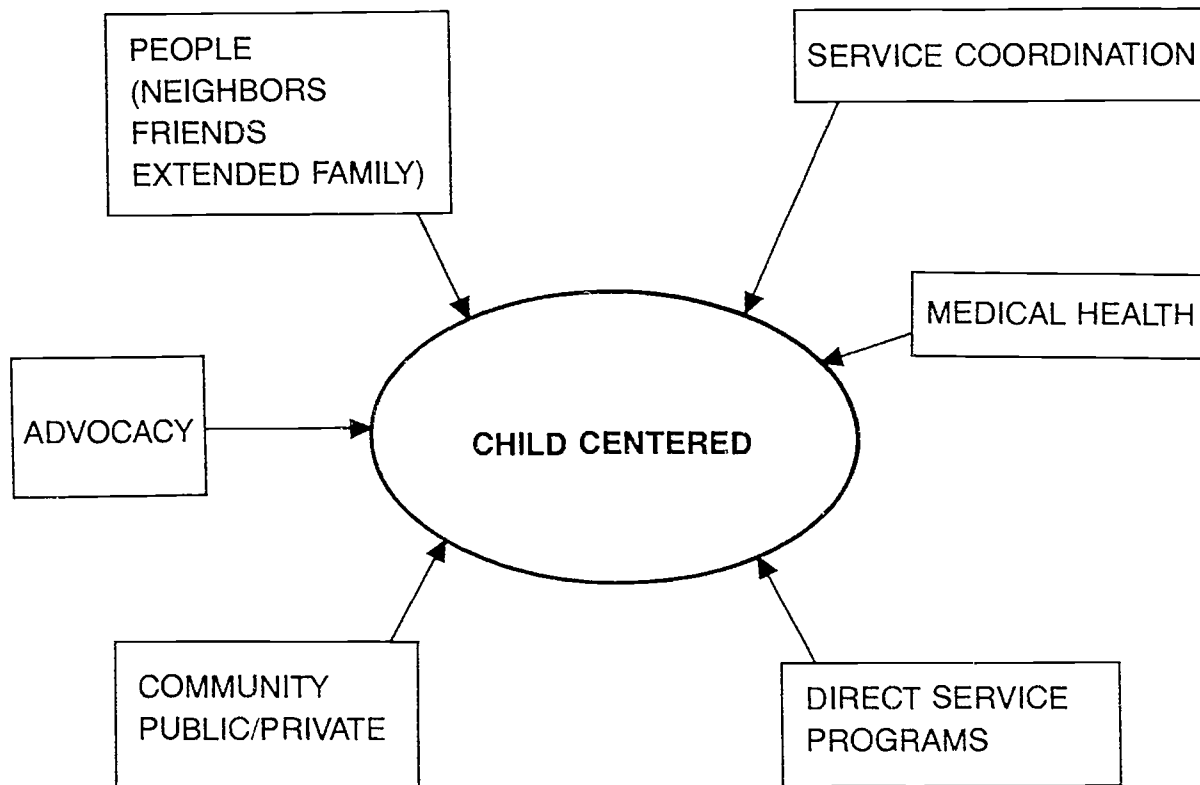 PEOPLE
(NEIGHBORS
FRIENDS
EXTENDED FAMILY)
SERVICE COORDINATION
MEDICAL HEALTH
ADVOCACY
CHILD CENTERED
COMMUNITY
PUBLIC/PRIVATE
DIRECT SERVICE
PROGRAMS